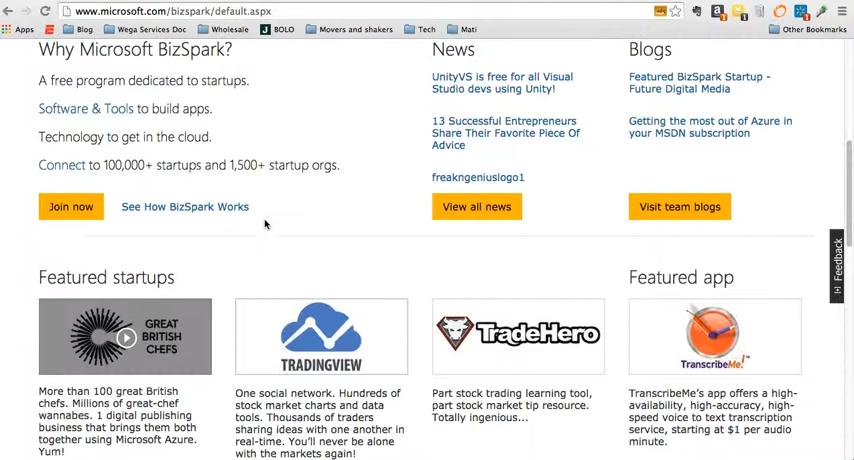 www.microsoft.com/bizspark/default.aspx
Apps Blog Wega Services Doc Wholesale BOLO Movers and shakers Tech Mati Other Bookmarks
Why Microsoft BizSpark?
A free program dedicated to startups.
Software & Tools to build apps.
Technology to get in the cloud.
Connect to 100,000+ startups and 1,500+ startup orgs.
Join now See How BizSpark Works
News
UnityVS is free for all Visual
Studio devs using Unity!
13 Successful Entrepreneurs
Share Their Favorite Piece Of
Advice
freakngeniuslogo1
View all news
Blogs
Featured BizSpark Startup -
Future Digital Media
Getting the most out of Azure in
your MSDN subscription
Visit team blogs
Feedback
Featured startups
GREAT
BRITISH
CHEFS
More than 100 great British
chefs. Millions of great-chef
wannabes. 1 digital publishing
business that brings them both
together using Microsoft Azure.
Yum!
TRADINGVIEW
One social network. Hundreds of
stock market charts and data
tools. Thousands of traders
sharing ideas with one another in
real-time. You'll never be alone
with the markets again!
TradeHero
Part stock trading learning tool,
part stock market tip resource.
Totally ingenious...
Featured app
TranscribeMe!™
TranscribeMe's app offers a high-
availability, high-accuracy, high-
speed voice to text transcription
service, starting at $1 per audio
minute.